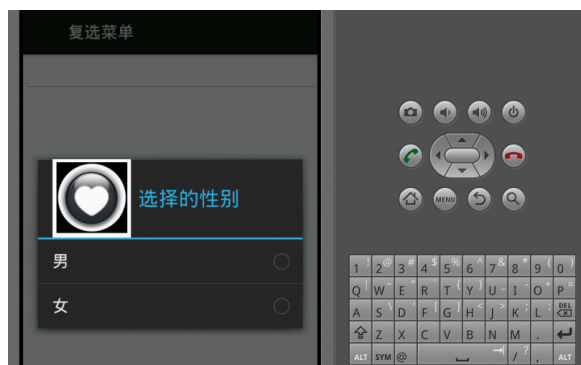 复选菜单
选择的性别
男
女
MENU
1 ! 2 @ 3 # 4 $ 5 % 6 ^ 7 & 8 * 9 ( 0 )
Q | W ~ E " R T { Y } U _ I - O + P =
A S \ D ' F [ G ] H < J > K ; L : DEL
Z X C V B N M .
ALT SYM @ / ? , ALT